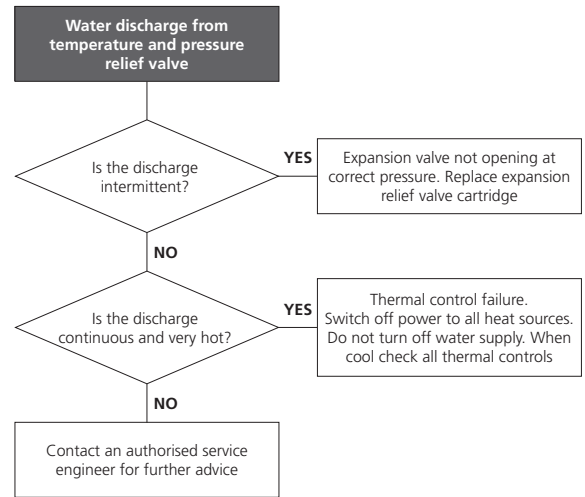 Water discharge from
temperature and pressure
relief valve
Is the discharge
intermittent?
YES
Expansion valve not opening at
correct pressure. Replace expansion
relief valve cartridge
NO
Is the discharge
continuous and very hot?
YES
Thermal control failure.
Switch off power to all heat sources.
Do not turn off water supply. When
cool check all thermal controls
NO
Contact an authorised service
engineer for further advice